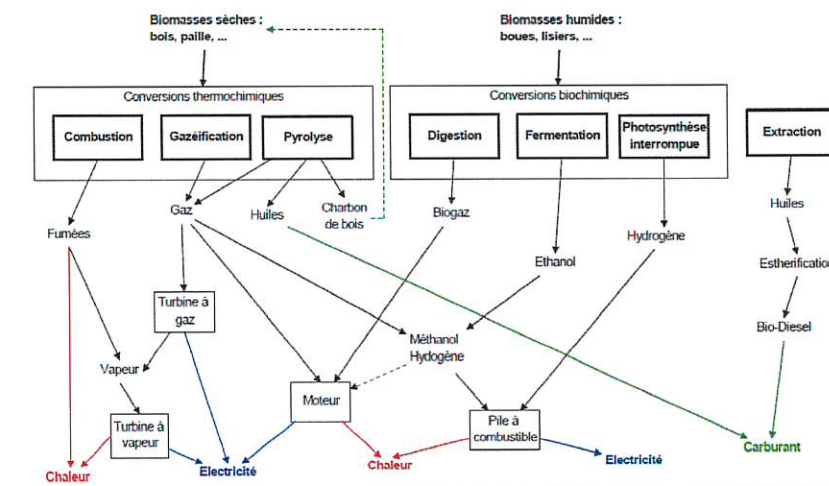 Biomasses sèches :
bois, paille, ...
Biomasses humides :
boues, lisiers, ...
Conversions thermochimiques
Conversions biochimiques
Combustion
Gazéification
Pyrolyse
Digestion
Fermentation
Photosynthèse
interrompue
Extraction
Fumées
Gaz
Huiles
Charbon
de bois
Biogaz
Ethanol
Hydrogène
Huiles
Estherification
Bio-Diesel
Turbine à
gaz
Vapeur
Turbine à
vapeur
Moteur
Méthanol
Hydogène
Pile à
combustible
Chaleur
Electricité
Chaleur
Electricité
Carburant